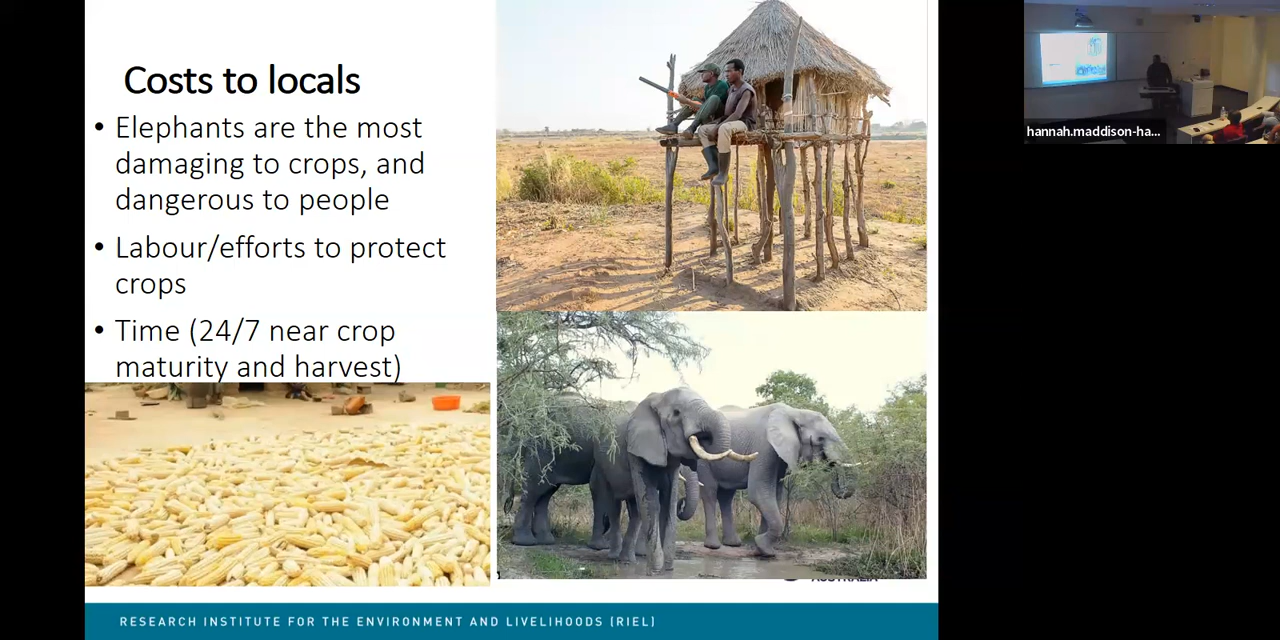 Costs to locals
• Elephants are the most
damaging to crops, and
dangerous to people
• Labour/efforts to protect
crops
• Time (24/7 near crop
maturity and harvest)
AUSTRALIA
RESEARCH INSTITUTE FOR THE ENVIRONMENT AND LIVELIHOODS (RIEL)
hannah.maddison-ha...